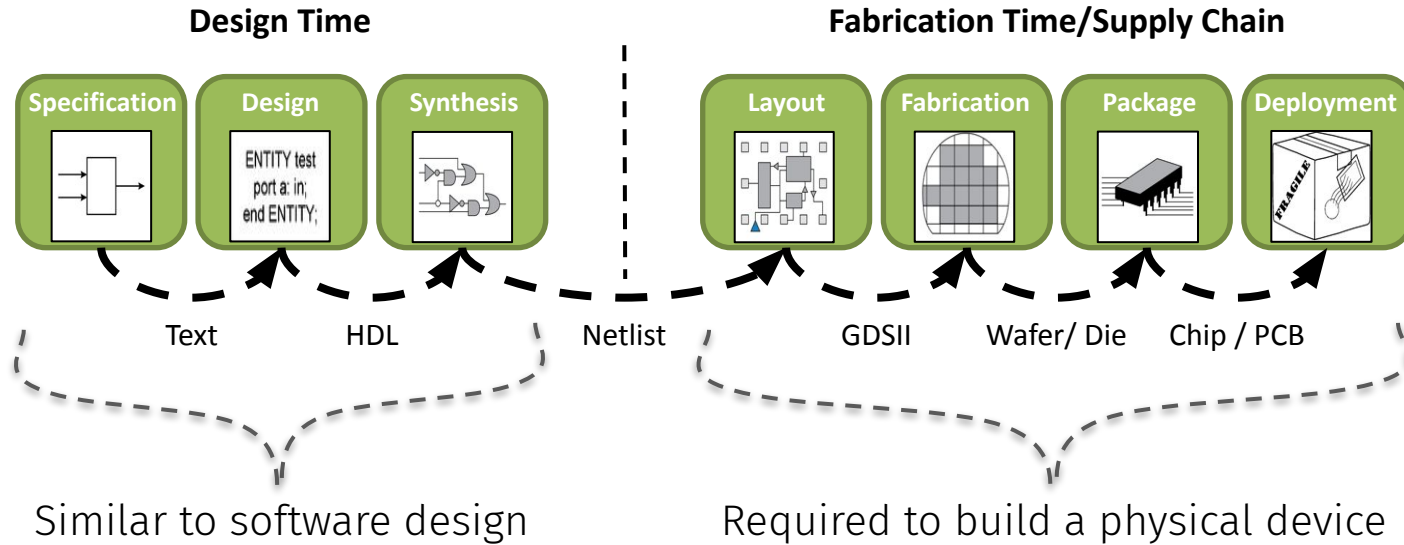 Design Time
Fabrication Time/Supply Chain
Specification
Design
Synthesis
Layout
Fabrication
Package
Deployment
ENTITY test
port a: in;
end ENTITY;
FRAGILE
Text
HDL
Netlist
GDSII
Wafer/ Die
Chip / PCB
Similar to software design
Required to build a physical device